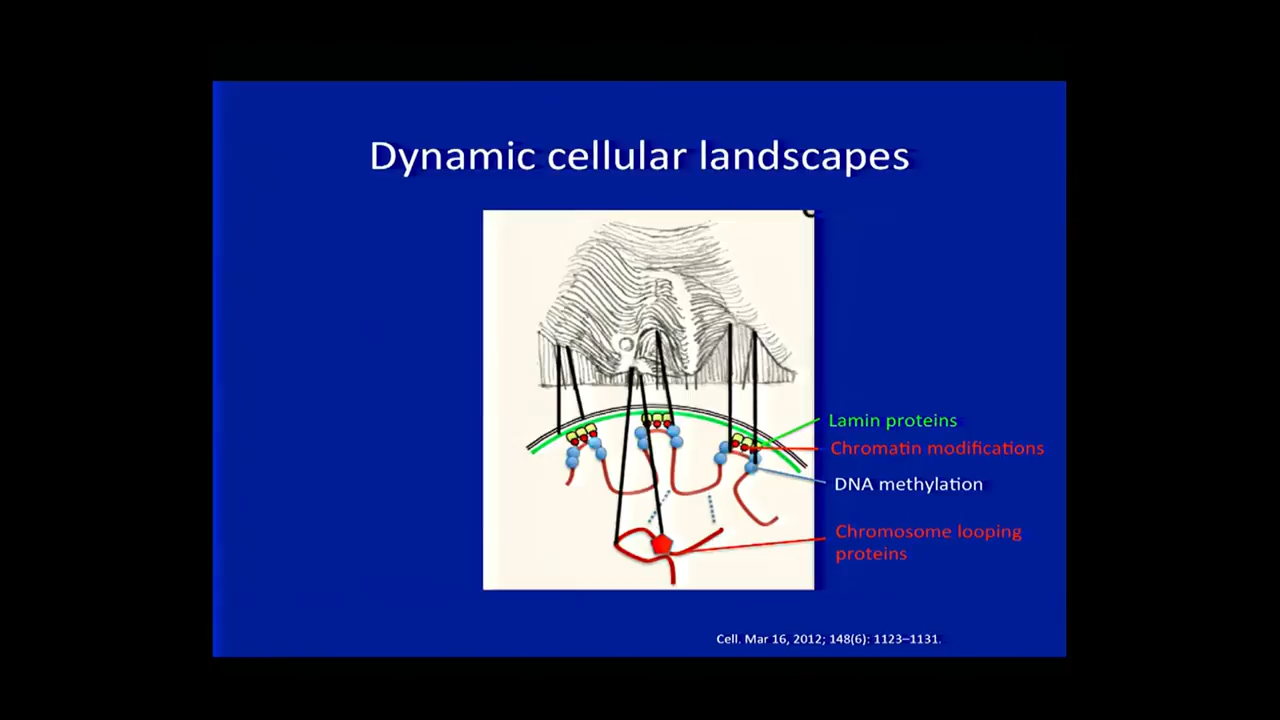 Dynamic cellular landscapes
Lamin proteins
Chromatin modifications
DNA methylation
Chromosome looping
proteins
Cell. Mar 16, 2012; 148(6): 1123–1131.